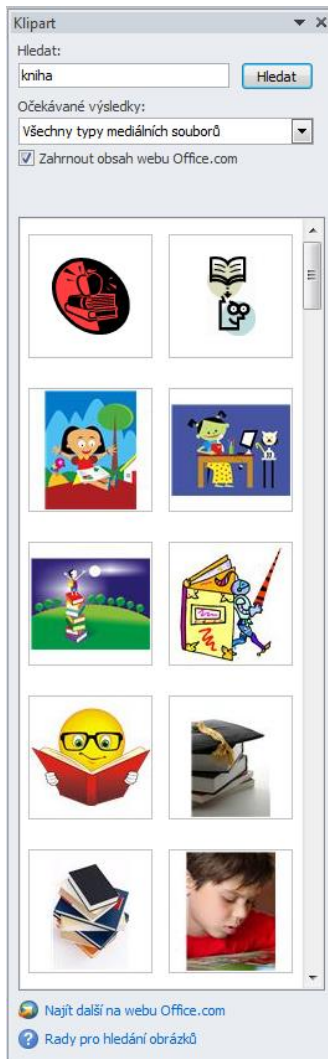 Klipart
Hledat:
kniha
Hledat
Očekávané výsledky:
Všechny typy mediálních souborů
Zahrnout obsah webu Office.com
Najít další na webu Office.com
Rady pro hledání obrázků